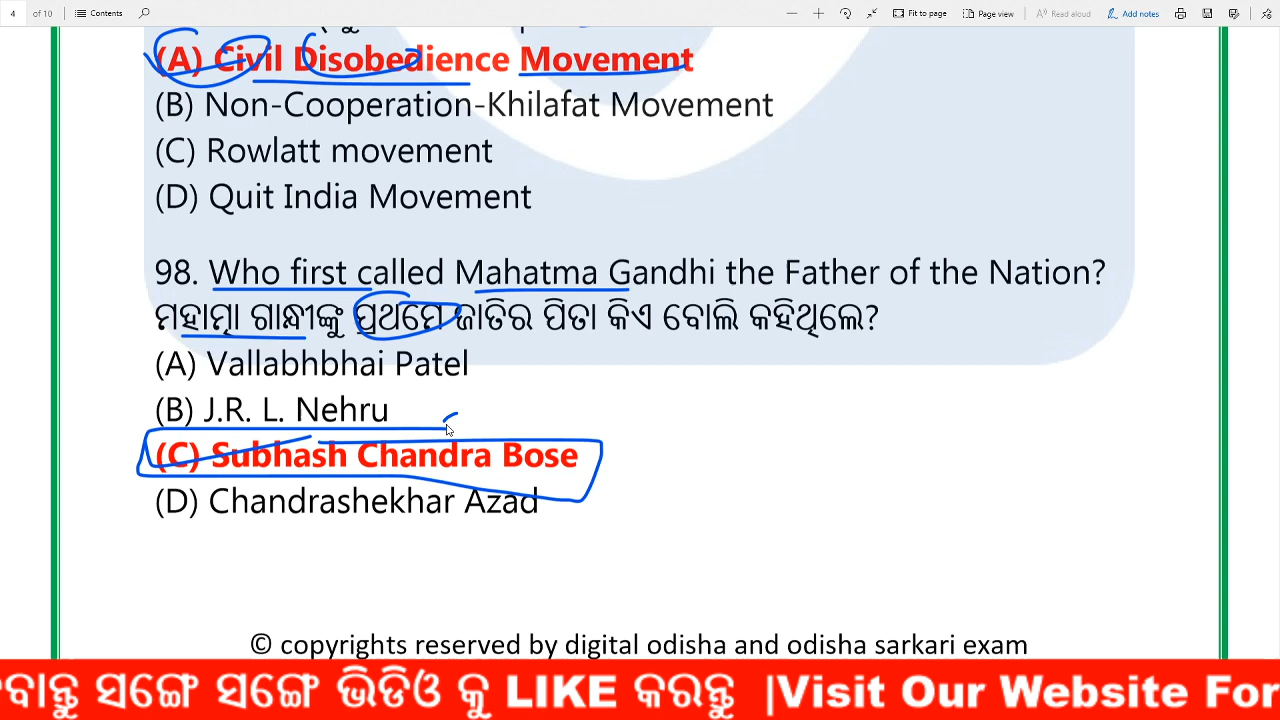 4 of 10 Contents Fit to page Page view Read aloud Add notes
(A) Civil Disobedience Movement
(B) Non-Cooperation-Khilafat Movement
(C) Rowlatt movement
(D) Quit India Movement
98. Who first called Mahatma Gandhi the Father of the Nation?
ମହାତ୍ମା ଗାନ୍ଧୀଙ୍କୁ ପ୍ରଥମେ ଜାତିର ପିତା କିଏ ବୋଲି କହିଥିଲେ?
(A) Vallabhbhai Patel
(B) J.R. L. Nehru
(C) Subhash Chandra Bose
(D) Chandrashekhar Azad
© copyrights reserved by digital odisha and odisha sarkari exam
ସଙ୍ଗେ ସଙ୍ଗେ ଭିଡିଓ କୁ LIKE କରନ୍ତୁ |Visit Our Website For